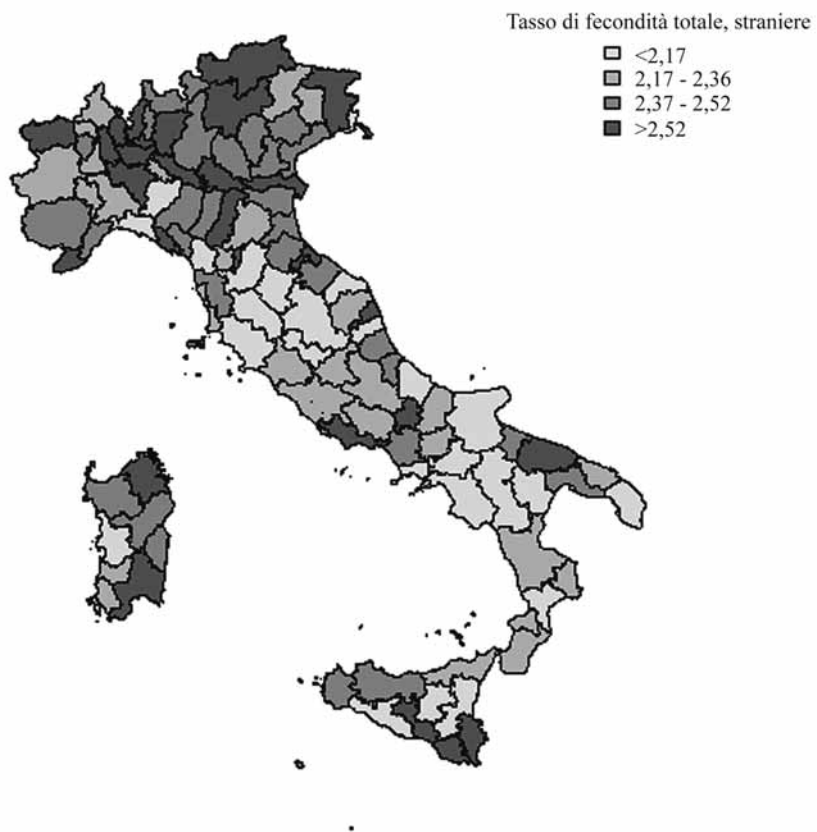 Tasso di fecondità totale, straniere
<2,17
2,17 - 2,36
2,37 - 2,52
>2,52